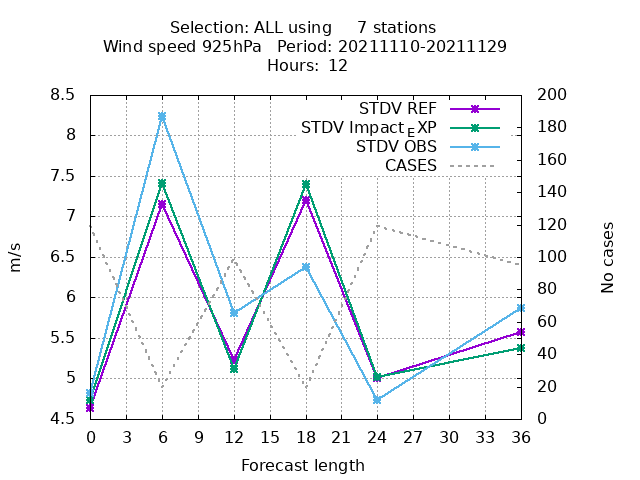 Selection: ALL using 7 stations
Wind speed 925hPa Period: 20211110-20211129
Hours: 12
8.5
8
7.5
7
6.5
6
5.5
5
4.5
200
180
160
140
120
100
80
60
40
20
0
STDV REF
STDV Impact_EXP
STDV OBS
CASES
m/s
No cases
0 3 6 9 12 15 18 21 24 27 30 33 36
Forecast length